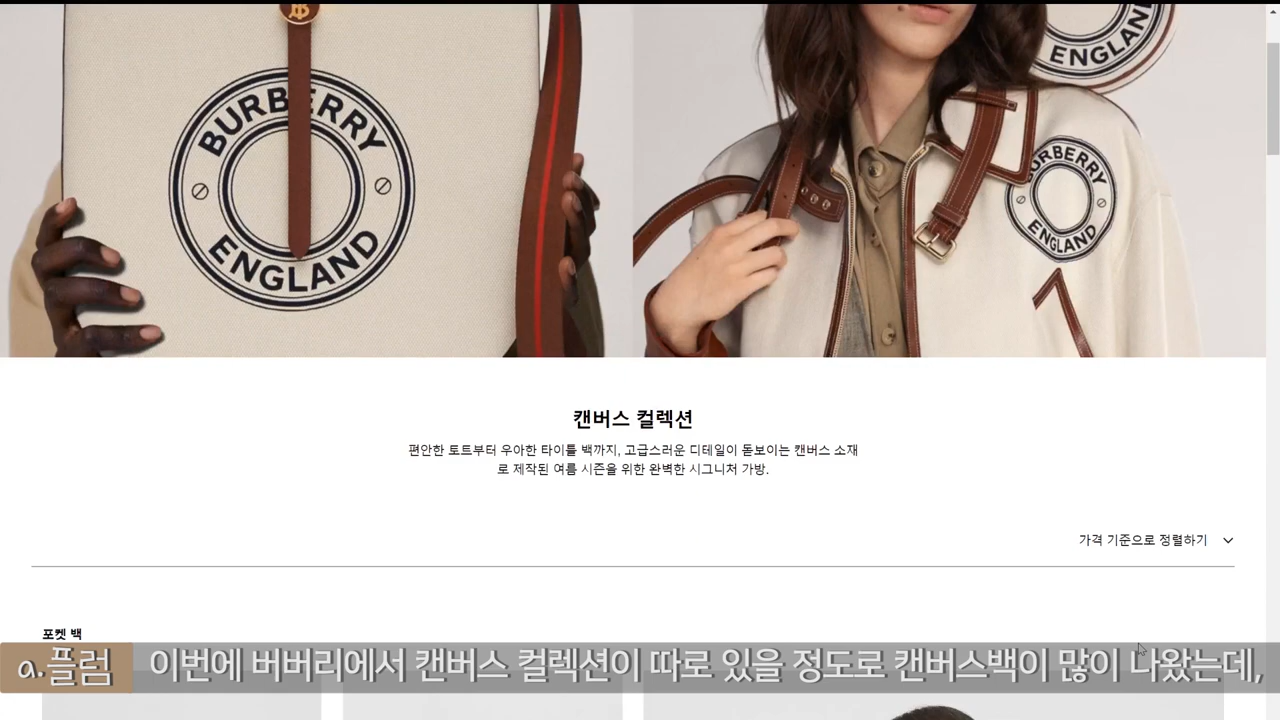 BURBERRY
ENGLAND
ENGLAND
BURBERRY
ENGLAND
캔버스 컬렉션
편안한 토트부터 우아한 타이틀 백까지, 고급스러운 디테일이 돋보이는 캔버스 소재
로 제작된 여름 시즌을 위한 완벽한 시그니처 가방.
가격 기준으로 정렬하기
포켓 백
a.플럼 이번에 버버리에서 캔버스 컬렉션이 따로 있을 정도로 캔버스백이 많이 나왔는데,